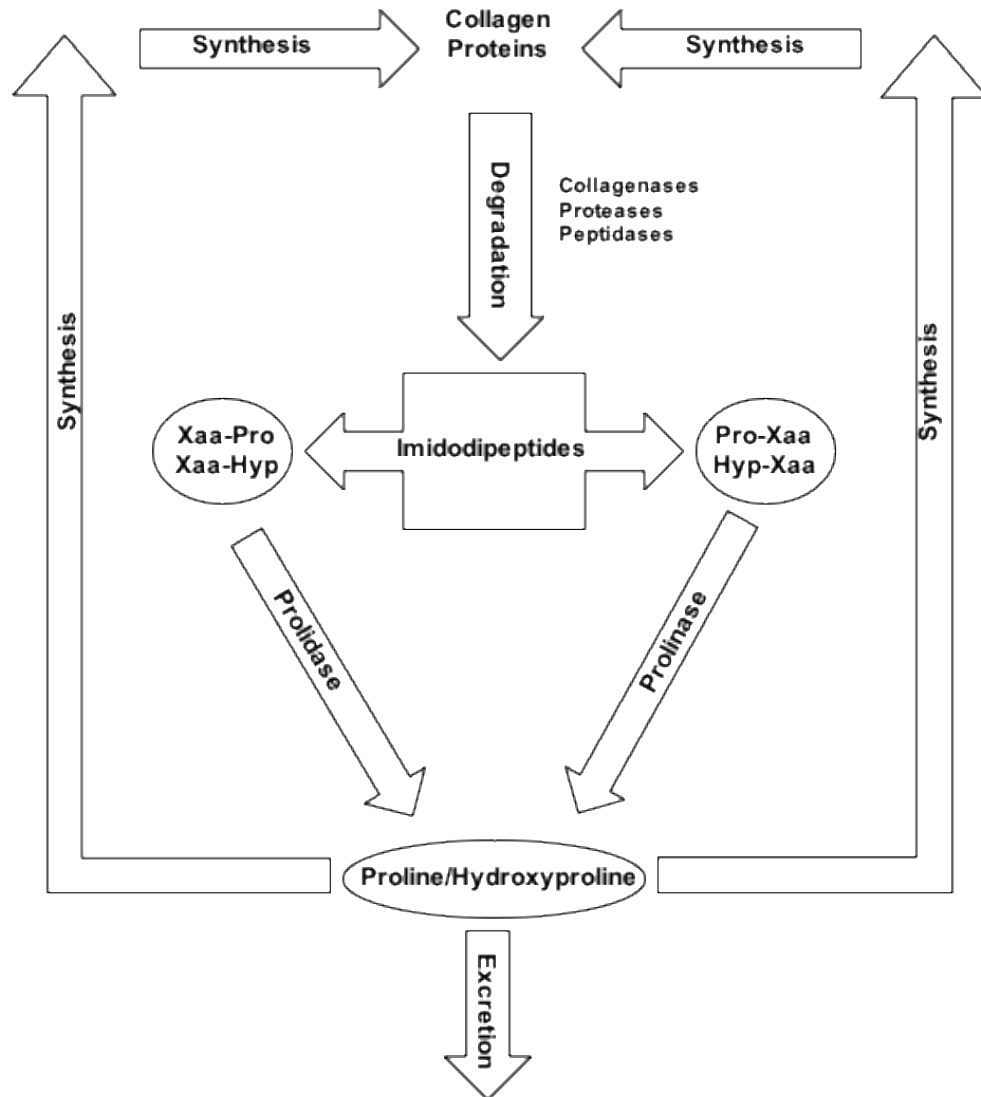 Synthesis
Collagen
Proteins
Synthesis
Degradation
Collagenases
Proteases
Peptidases
Synthesis
Synthesis
Xaa-Pro
Xaa-Hyp
Imidodipeptides
Pro-Xaa
Hyp-Xaa
Prolidase
Prolinase
Proline/Hydroxyproline
Excretion